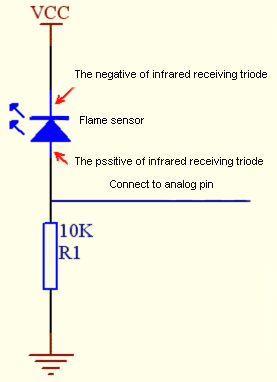 VCC
The negative of infrared receiving triode
Flame sensor
The pssitive of infrared receiving triode
Connect to analog pin
10K
R1